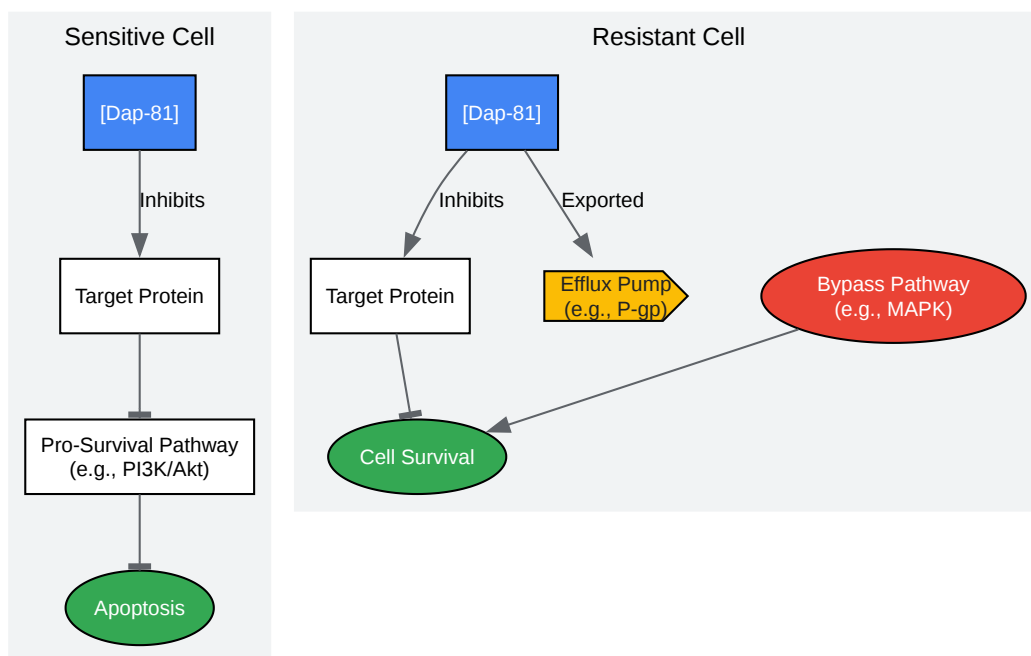 Sensitive Cell
[Dap-81]
Inhibits
Target Protein
Pro-Survival Pathway
(e.g., PI3K/Akt)
Apoptosis
Resistant Cell
[Dap-81]
Inhibits
Exported
Target Protein
Efflux Pump
(e.g., P-gp)
Bypass Pathway
(e.g., MAPK)
Cell Survival